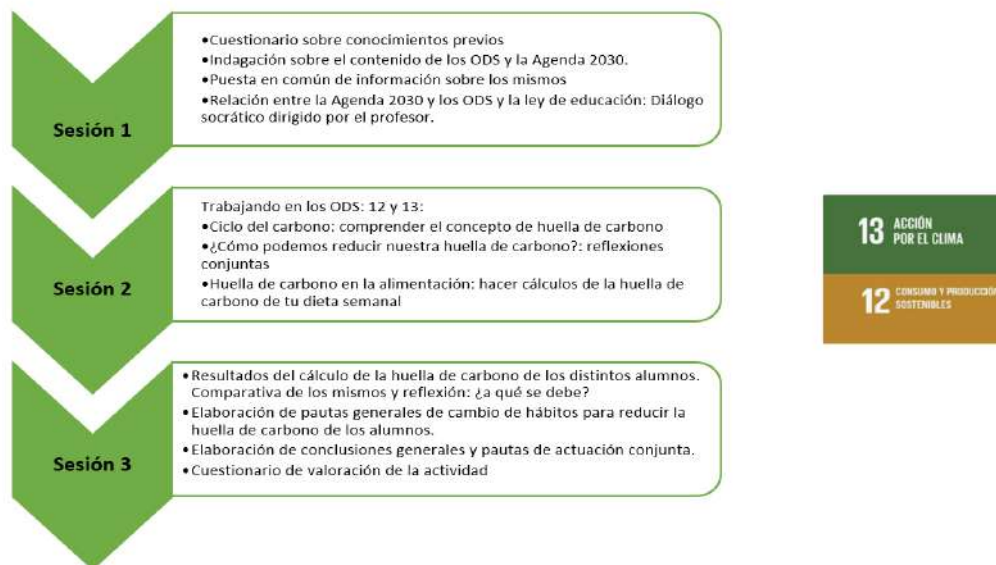 Sesión 1
•Cuestionario sobre conocimientos previos
•Indagación sobre el contenido de los ODS y la Agenda 2030.
•Puesta en común de información sobre los mismos
•Relación entre la Agenda 2030 y los ODS y la ley de educación: Diálogo
socrático dirigido por el profesor.
Sesión 2
Trabajando en los ODS: 12 y 13:
•Ciclo del carbono: comprender el concepto de huella de carbono
•¿Cómo podemos reducir nuestra huella de carbono?: reflexiones
conjuntas
•Huella de carbono en la alimentación: hacer cálculos de la huella de
carbono de tu dieta semanal
13 ACCIÓN
POR EL CLIMA
12 CONSUMO Y PRODUCCIÓN
SOSTENIBLES
Sesión 3
•Resultados del cálculo de la huella de carbono de los distintos alumnos.
Comparativa de los mismos y reflexión: ¿a qué se debe?
•Elaboración de pautas generales de cambio de hábitos para reducir la
huella de carbono de los alumnos.
•Elaboración de conclusiones generales y pautas de actuación conjunta.
•Cuestionario de valoración de la actividad